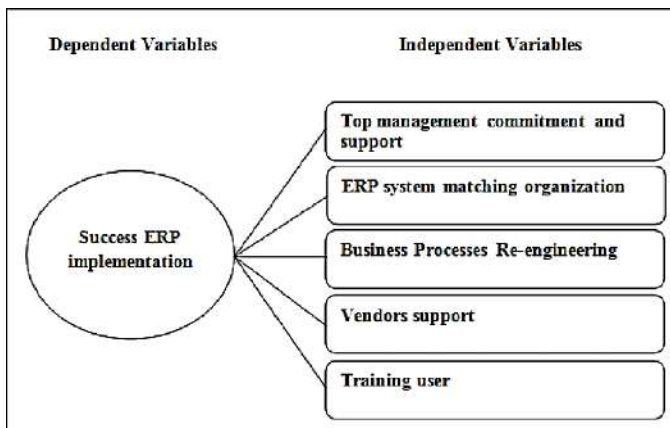 Dependent Variables
Independent Variables
Success ERP
implementation
Top management commitment and
support
ERP system matching organization
Business Processes Re-engineering
Vendors support
Training user